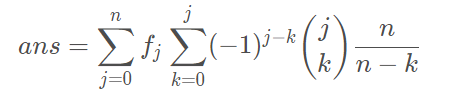 ans = \sum_{j=0}^{n} f_j \sum_{k=0}^{j} (-1)^{j-k} \binom{j}{k} \frac{n}{n-k}